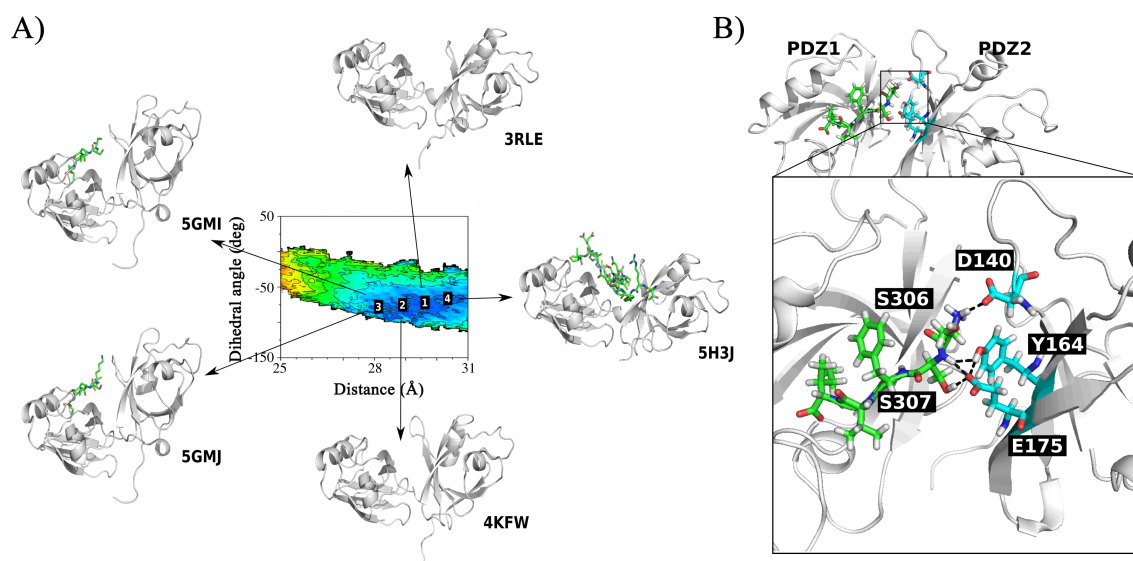 A)
3RLE
5GMI
5H3J
5GMJ
4KFW
Dihedral angle (deg)
50
-50
-150
3
2
1
4
25
28
31
Distance (Å)
B)
PDZ1
PDZ2
D140
S306
Y164
S307
E175